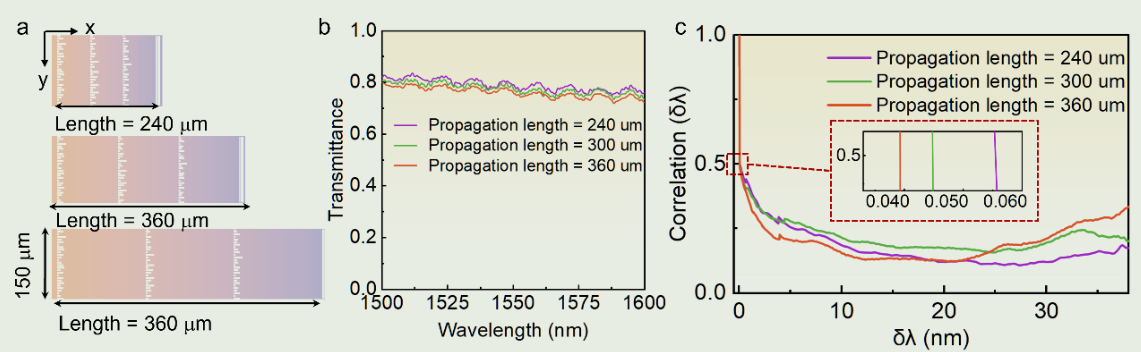 a
x
y
Length = 240 μm
Length = 360 μm
150 μm
Length = 360 μm
b
Transmittance
1.0
0.8
0.6
0.4
0.2
0.0
Propagation length = 240 um
Propagation length = 300 um
Propagation length = 360 um
1500 1525 1550 1575 1600
Wavelength (nm)
c
Correlation (δλ)
1.0
0.5
0.0
Propagation length = 240 um
Propagation length = 300 um
Propagation length = 360 um
0.5
0.040 0.050 0.060
0 10 20 30
δλ (nm)